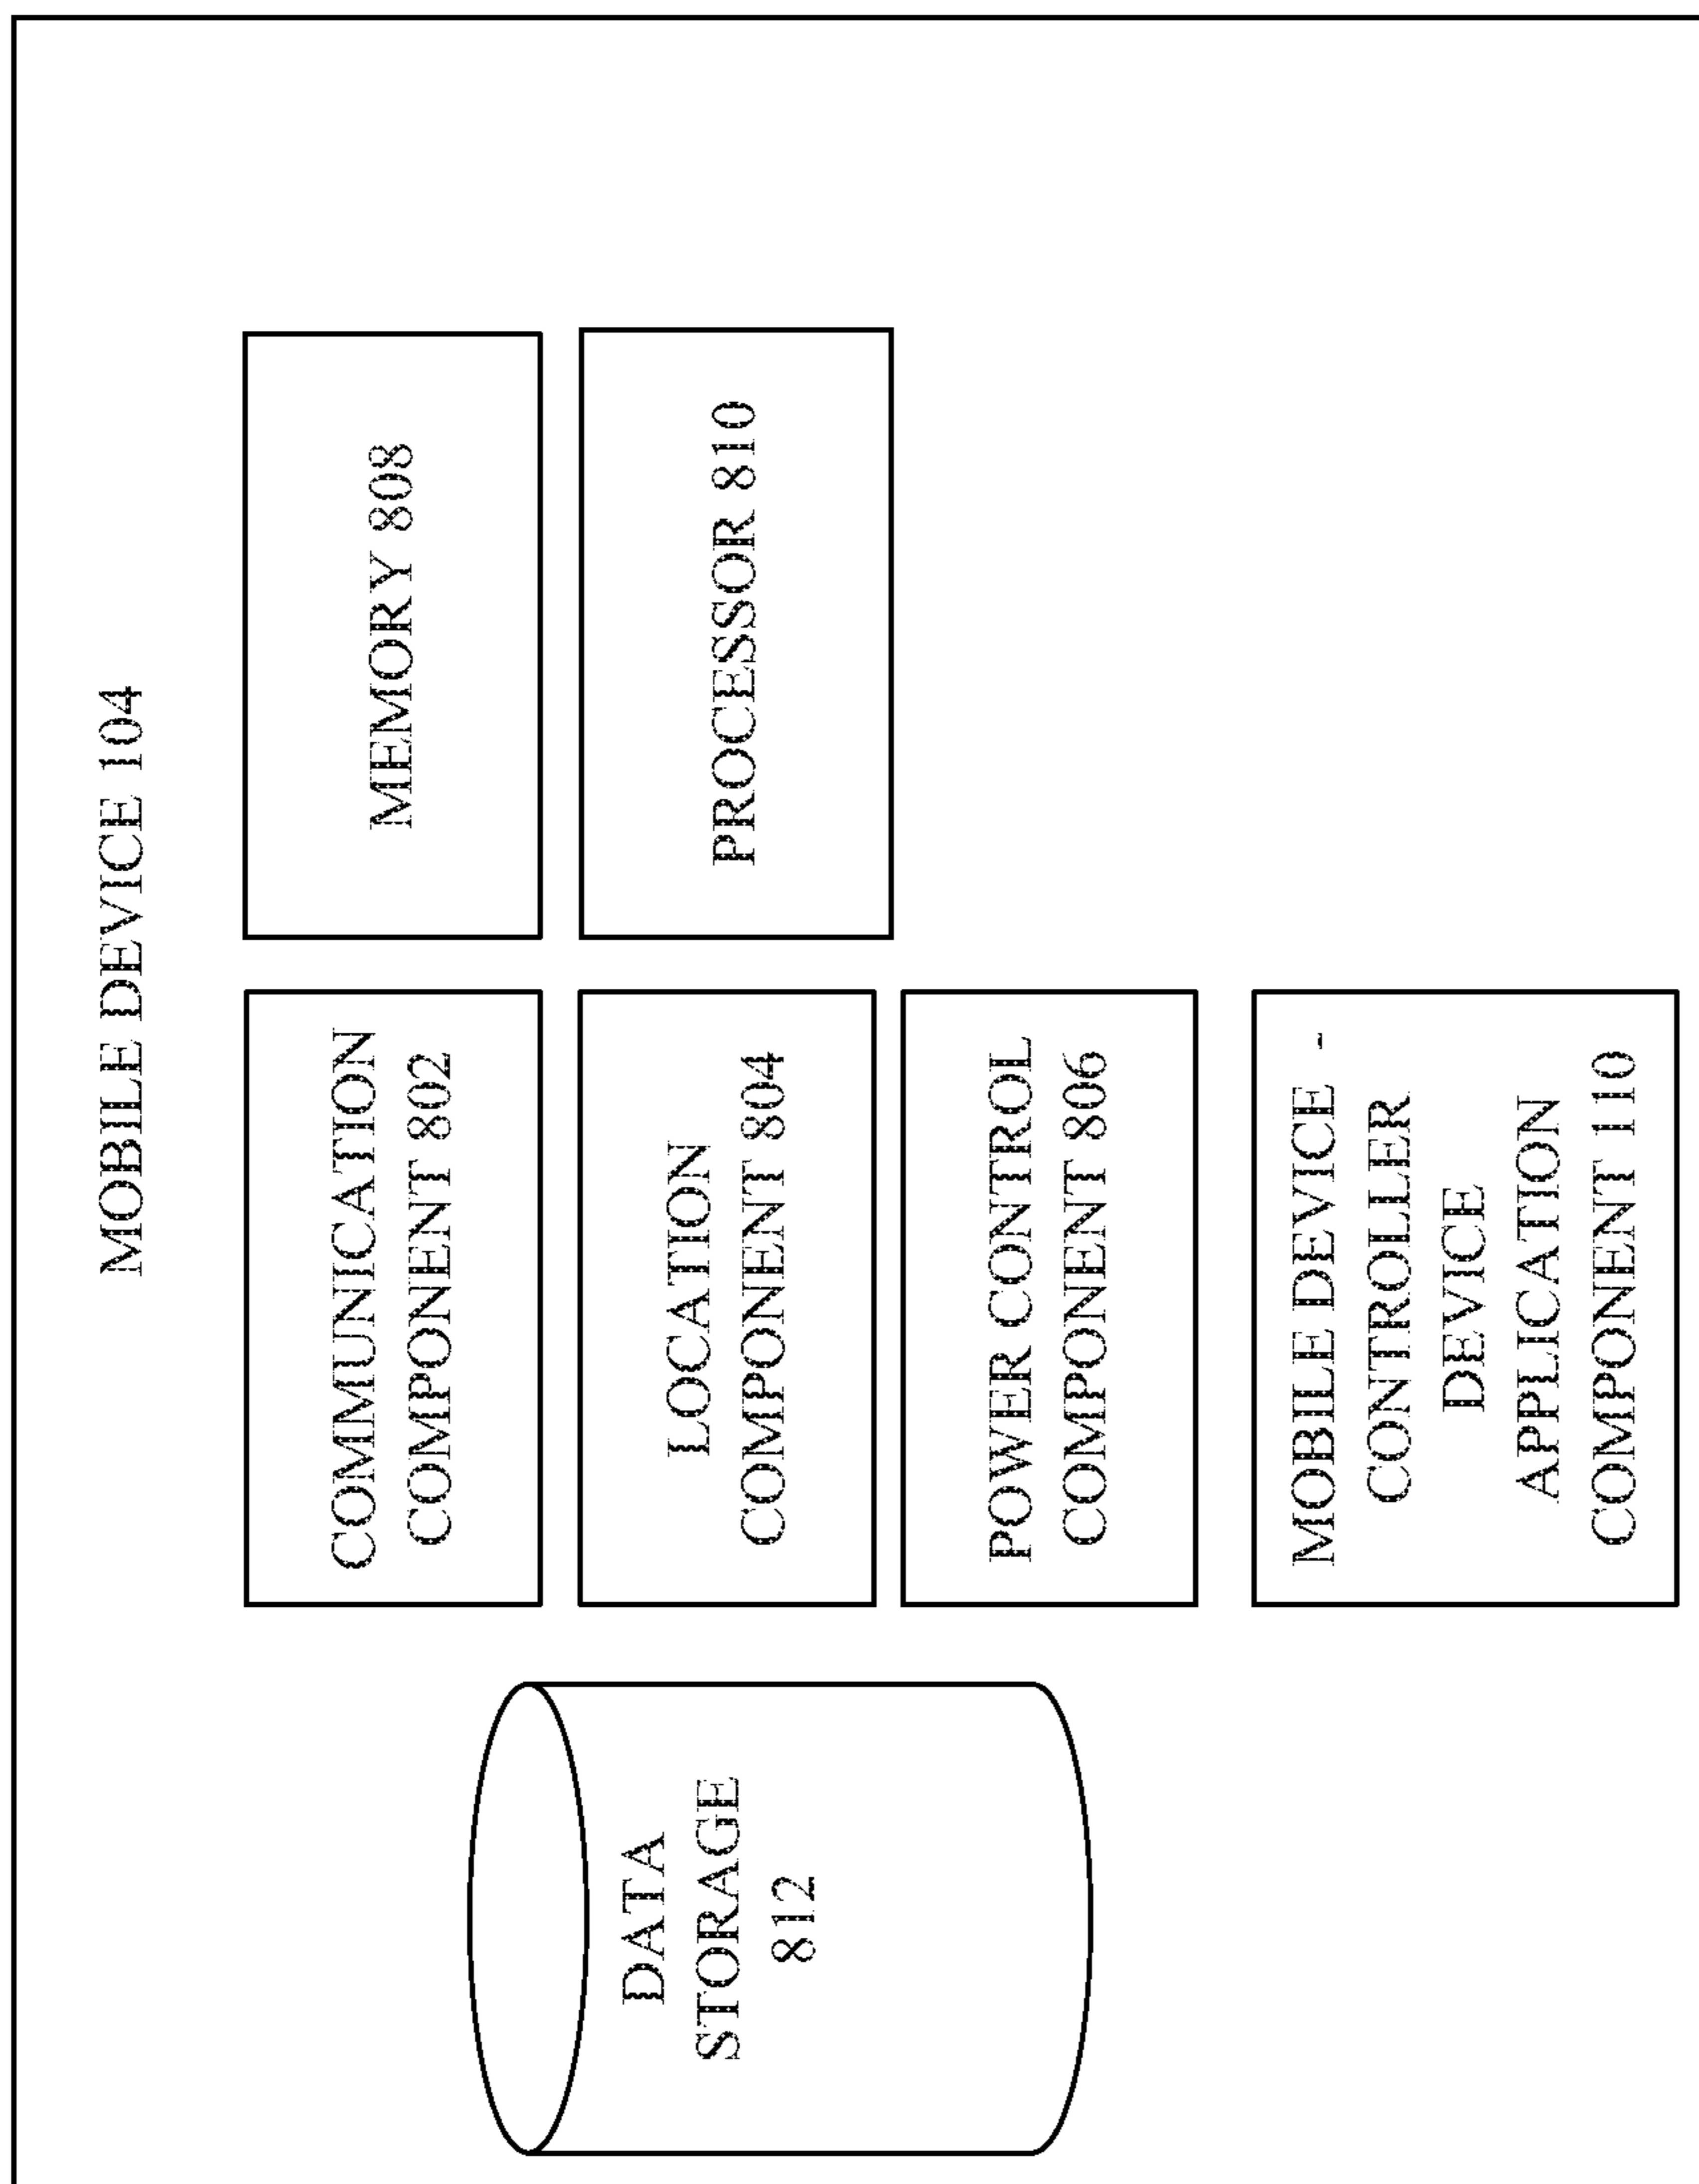 MOBILE DEVICE 104
DATA
STORAGE
812
COMMUNICATION
COMPONENT 802
LOCATION
COMPONENT 804
POWER CONTROL
COMPONENT 806
MOBILE DEVICE -
CONTROLLER
DEVICE
APPLICATION
COMPONENT 110
MEMORY 808
PROCESSOR 810